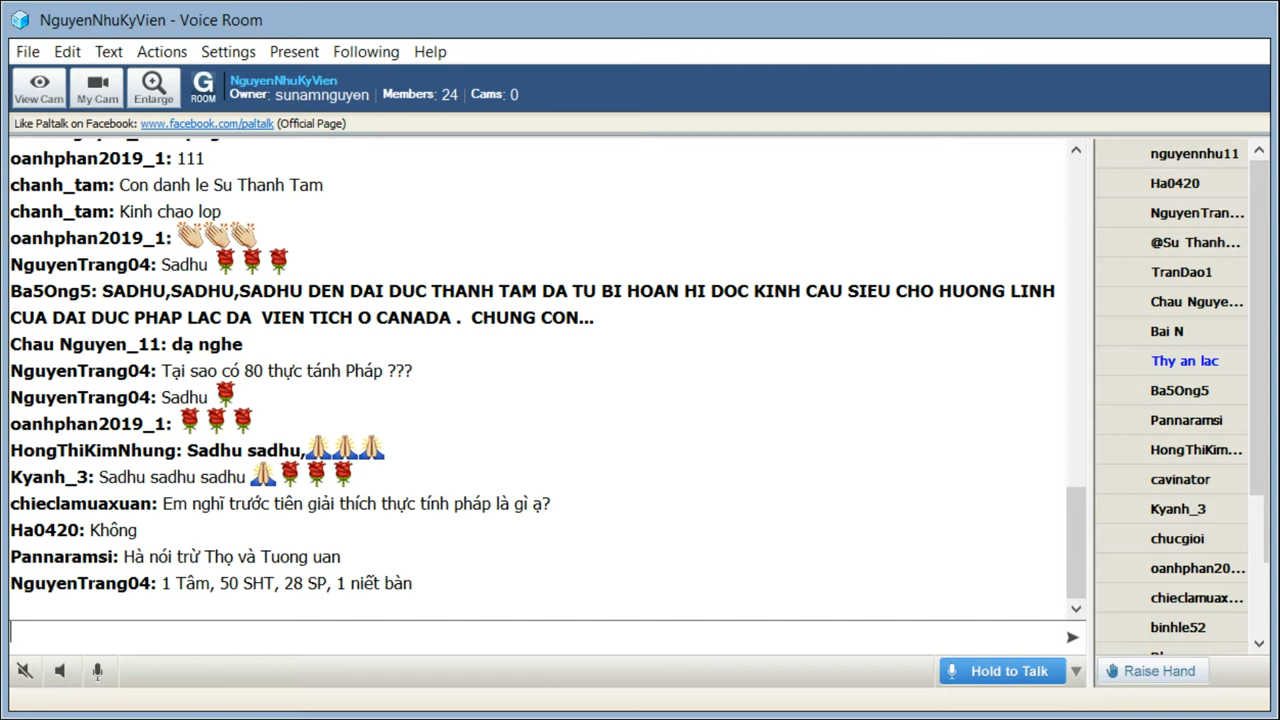 NguyenNhuKyVien - Voice Room
File Edit Text Actions Settings Present Following Help
View Cam My Cam Enlarge G ROOM NguyenNhuKyVien
Owner: sunamnguyen | Members: 24 | Cams: 0
Like Paltalk on Facebook: www.facebook.com/paltalk (Official Page)
oanhphan2019_1: 111
chanh_tam: Con danh le Su Thanh Tam
chanh_tam: Kinh chao lop
oanhphan2019_1: 👏🏼👏🏼👏🏼
NguyenTrang04: Sadhu 🌹🌹🌹
Ba5Ong5: SADHU,SADHU,SADHU DEN DAI DUC THANH TAM DA TU BI HOAN HI DOC KINH CAU SIEU CHO HUONG LINH
CUA DAI DUC PHAP LAC DA VIEN TICH O CANADA . CHUNG CON...
Chau Nguyen_11: dạ nghe
NguyenTrang04: Tại sao có 80 thực tánh Pháp ???
NguyenTrang04: Sadhu 🌹
oanhphan2019_1: 🌹🌹🌹
HongThiKimNhung: Sadhu sadhu,🙏🏼🙏🏼🙏🏼
Kyanh_3: Sadhu sadhu sadhu 🙏🏼🌹🌹🌹
chieclamuaxuan: Em nghĩ trước tiên giải thích thực tính pháp là gì ạ?
Ha0420: Không
Pannaramsi: Hà nói trừ Thọ và Tuong uan
NguyenTrang04: 1 Tâm, 50 SHT, 28 SP, 1 niết bàn
nguyennhu11
Ha0420
NguyenTran...
@Su Thanh...
TranDao1
Chau Nguye...
Bai N
Thy an lac
Ba5Ong5
Pannaramsi
HongThiKim...
cavinator
Kyanh_3
chucgioi
oanhphan20...
chieclamuax...
binhle52
Hold to Talk
Raise Hand